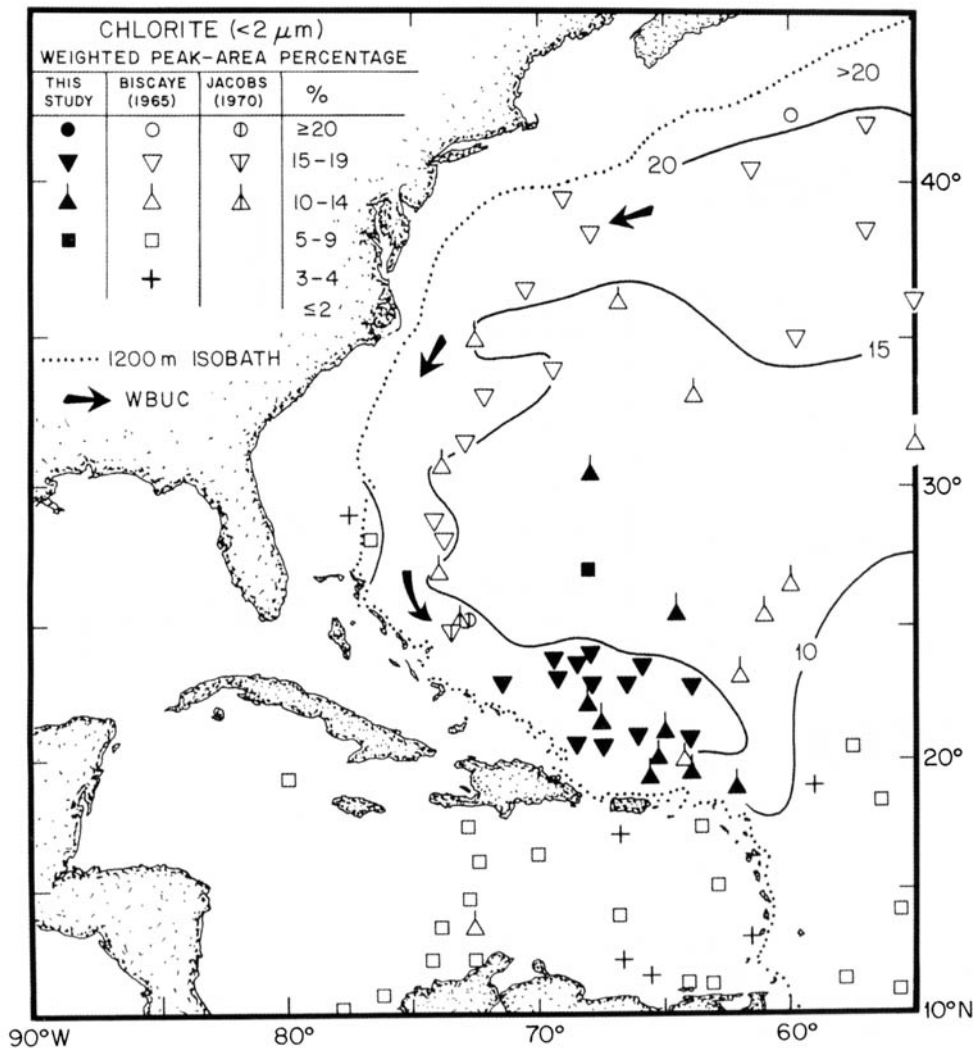 CHLORITE (<2 μm)
WEIGHTED PEAK-AREA PERCENTAGE
THIS STUDY
BISCAYE (1965)
JACOBS (1970)
%
≥20
15-19
10-14
5-9
3-4
≤2
1200 m ISOBATH
WBUC
>20
20
15
10
40°
30°
20°
10°N
90°W
80°
70°
60°